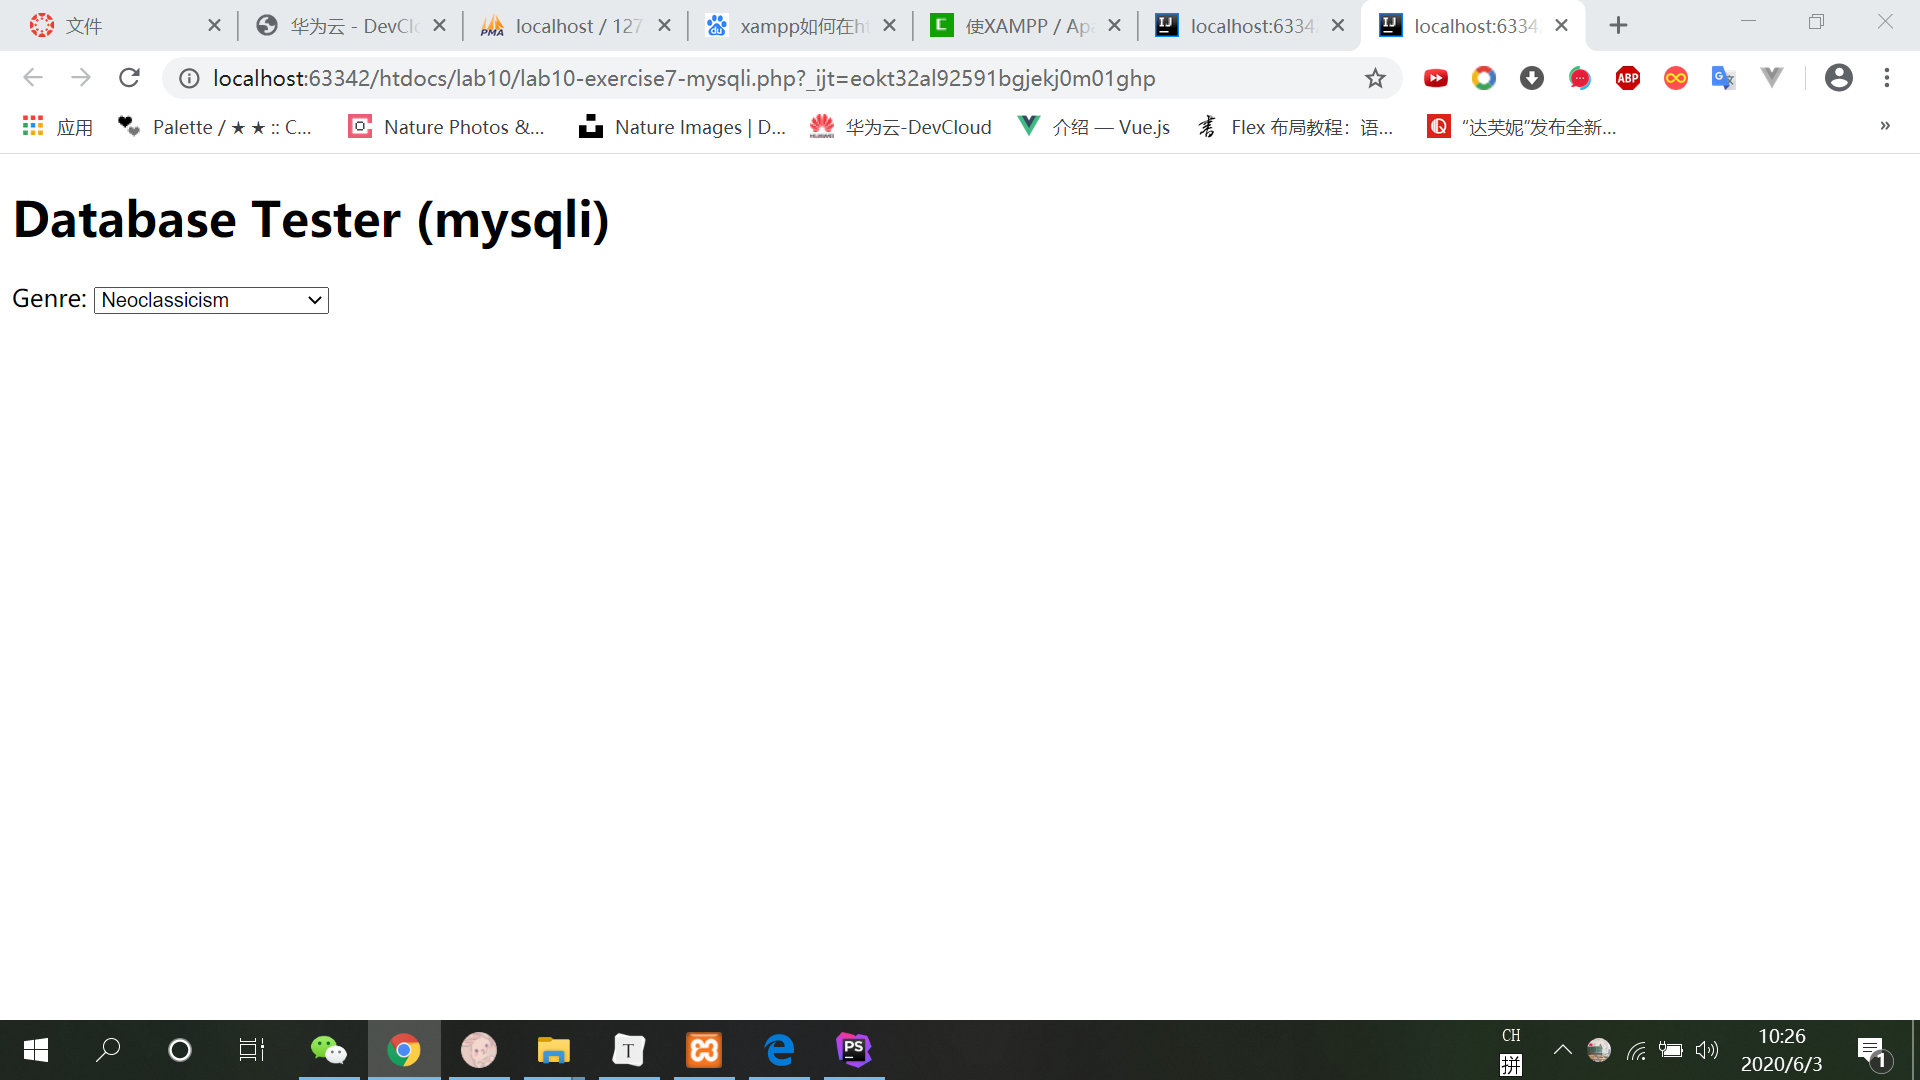 文件
华为云 - DevCl
localhost / 127
xampp如何在ht
使XAMPP / Apa
localhost:6334
localhost:6334
localhost:63342/htdocs/lab10/lab10-exercise7-mysqli.php?_ijt=eokt32al92591bgjekj0m01ghp
应用
Palette / ★ ★ :: C...
Nature Photos &...
Nature Images | D...
华为云-DevCloud
介绍 — Vue.js
Flex 布局教程：语...
“达芙妮”发布全新...
»
Database Tester (mysqli)
Genre: Neoclassicism
CH
拼
10:26
2020/6/3
1